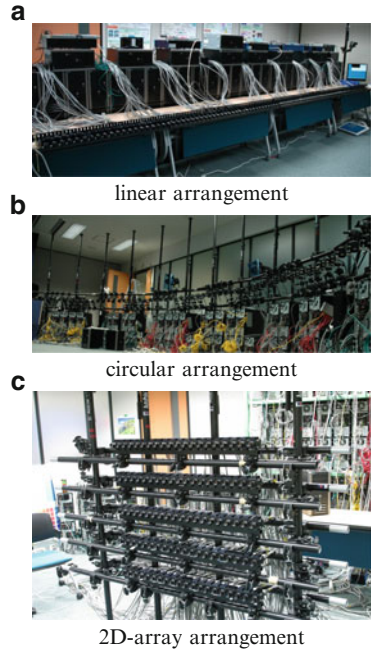 a
linear arrangement
b
circular arrangement
c
2D-array arrangement